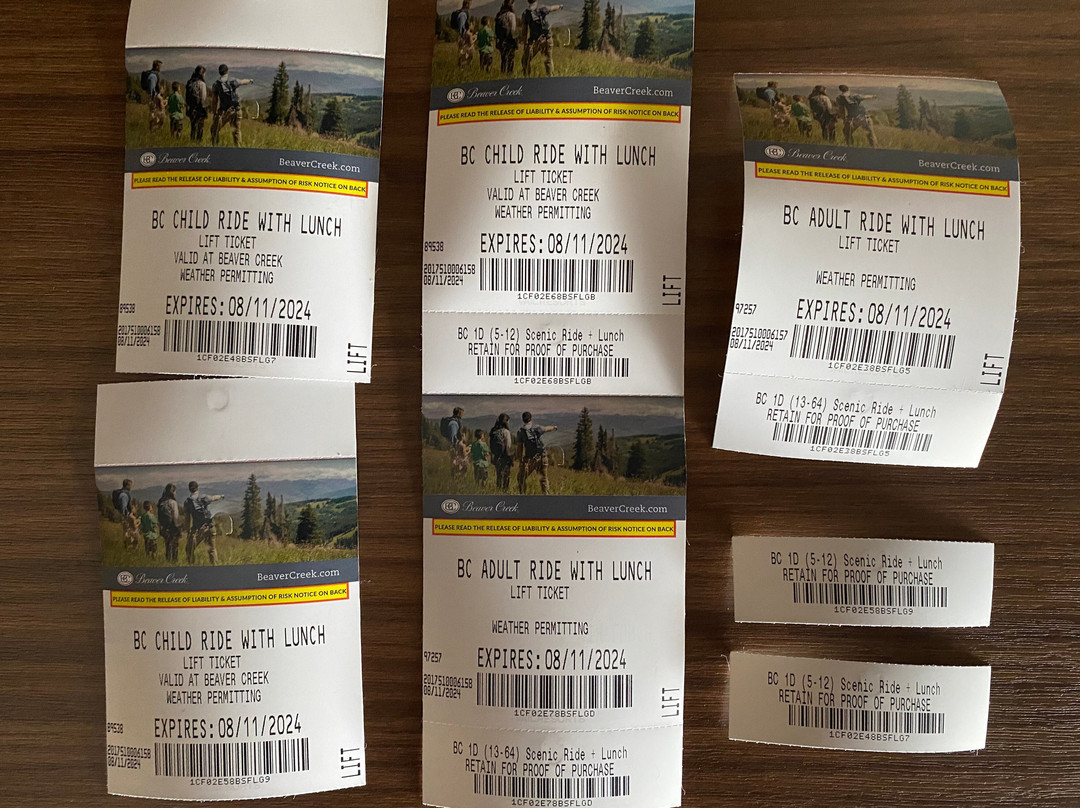 BCR Beaver Creek BeaverCreek.com
PLEASE READ THE RELEASE OF LIABILITY & ASSUMPTION OF RISK NOTICE ON BACK
BC CHILD RIDE WITH LUNCH
LIFT TICKET
VALID AT BEAVER CREEK
WEATHER PERMITTING
EXPIRES:08/11/2024
89538
2017510006158
08/11/2024
1CF02E48BSFLG7
LIFT
Beaver Creek BeaverCreek.com
PLEASE READ THE RELEASE OF LIABILITY & ASSUMPTION OF RISK NOTICE ON BACK
BC CHILD RIDE WITH LUNCH
LIFT TICKET
VALID AT BEAVER CREEK
WEATHER PERMITTING
EXPIRES:08/11/2024
89538
2017510006158
08/11/2024
1CF02E58BSFLG9
LIFT
Beaver Creek BeaverCreek.com
PLEASE READ THE RELEASE OF LIABILITY & ASSUMPTION OF RISK NOTICE ON BACK
BC CHILD RIDE WITH LUNCH
LIFT TICKET
VALID AT BEAVER CREEK
WEATHER PERMITTING
EXPIRES:08/11/2024
89538
2017510006158
08/11/2024
1CF02E68BSFLGB
LIFT
BC 1D (5-12) Scenic Ride + Lunch
RETAIN FOR PROOF OF PURCHASE
1CF02E68BSFLGB
Beaver Creek BeaverCreek.com
PLEASE READ THE RELEASE OF LIABILITY & ASSUMPTION OF RISK NOTICE ON BACK
BC ADULT RIDE WITH LUNCH
LIFT TICKET
WEATHER PERMITTING
EXPIRES:08/11/2024
97257
2017510006158
08/11/2024
1CF02E78BSFLGD
LIFT
BC 1D (13-64) Scenic Ride + Lunch
RETAIN FOR PROOF OF PURCHASE
1CF02E78BSFLGD
Beaver Creek BeaverCreek.com
PLEASE READ THE RELEASE OF LIABILITY & ASSUMPTION OF RISK NOTICE ON BACK
BC ADULT RIDE WITH LUNCH
LIFT TICKET
WEATHER PERMITTING
EXPIRES:08/11/2024
97257
2017510006157
08/11/2024
1CF02E38BSFLG5
LIFT
BC 1D (13-64) Scenic Ride + Lunch
RETAIN FOR PROOF OF PURCHASE
1CF02E38BSFLG5
BC 1D (5-12) Scenic Ride + Lunch
RETAIN FOR PROOF OF PURCHASE
1CF02E58BSFLG9
BC 1D (5-12) Scenic Ride + Lunch
RETAIN FOR PROOF OF PURCHASE
1CF02E48BSFLG7